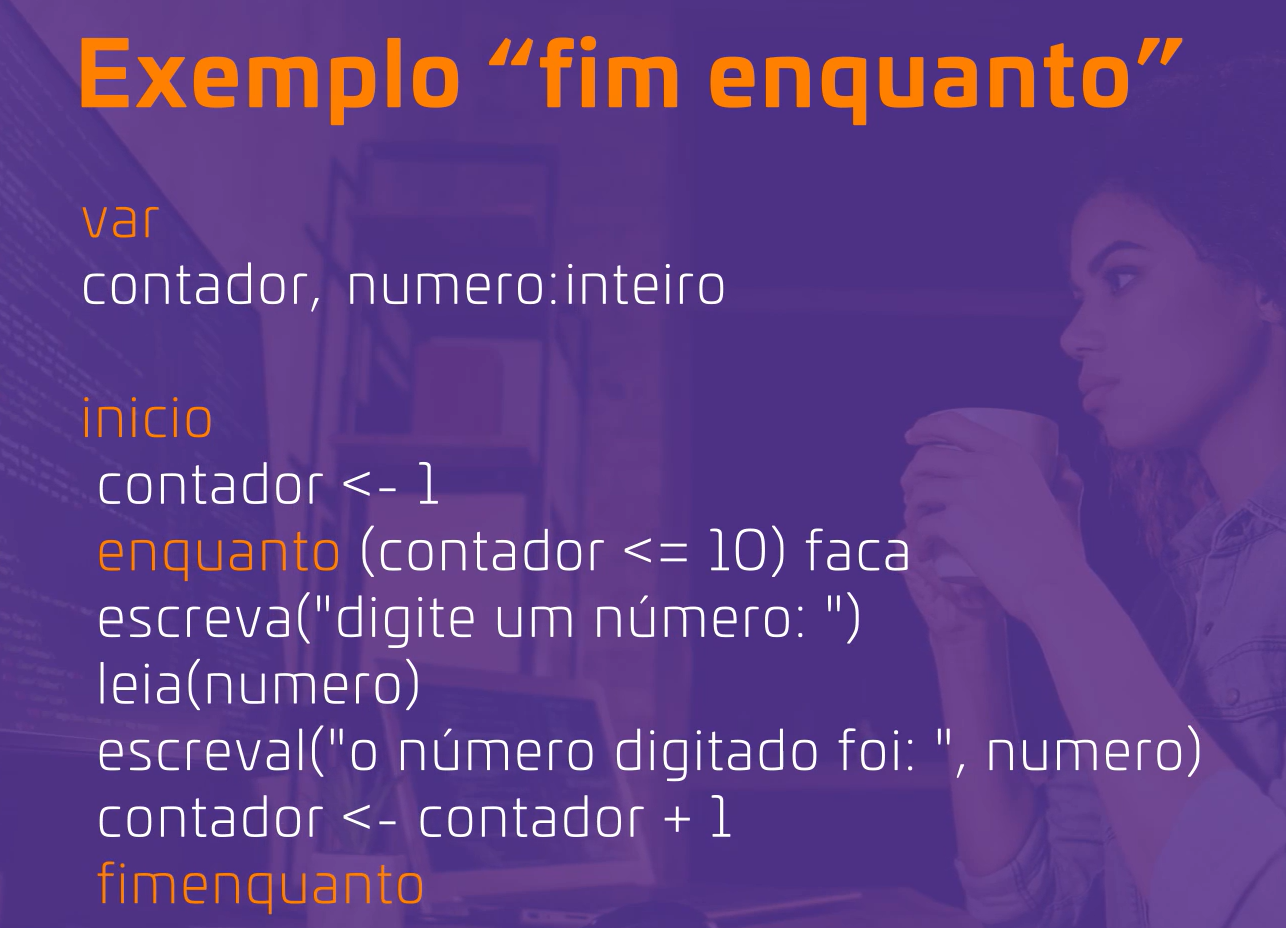 Exemplo “fim enquanto”
var
contador, numero:inteiro
inicio
contador <- 1
enquanto (contador <= 10) faca
escreva("digite um número: ")
leia(numero)
escreval("o número digitado foi: ", numero)
contador <- contador + 1
fimenquanto